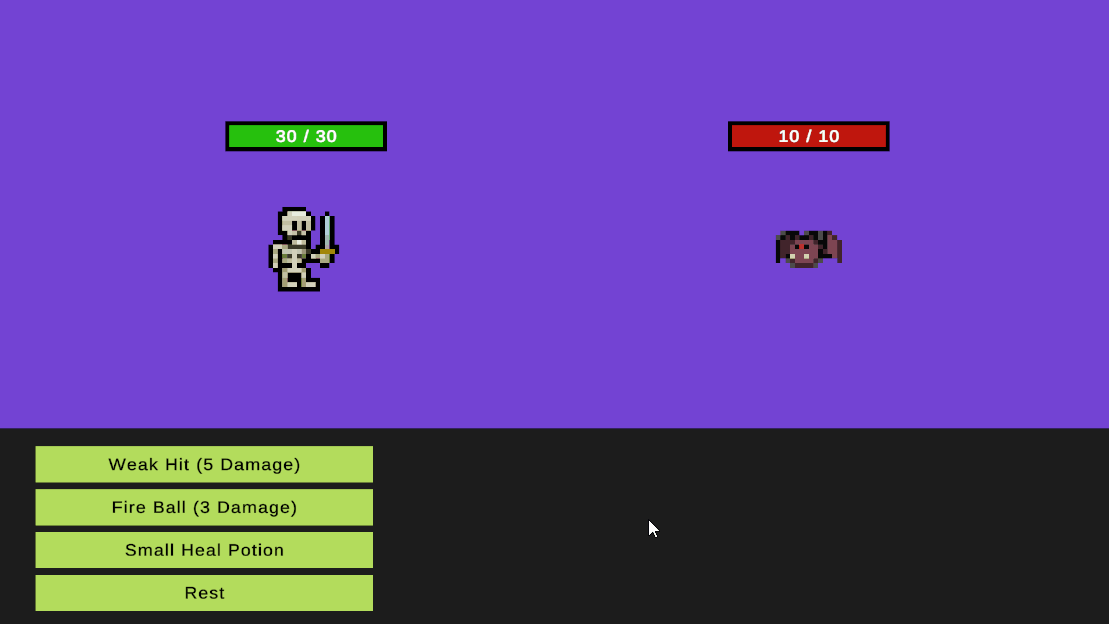 30 / 30
10 / 10
Weak Hit (5 Damage)
Fire Ball (3 Damage)
Small Heal Potion
Rest